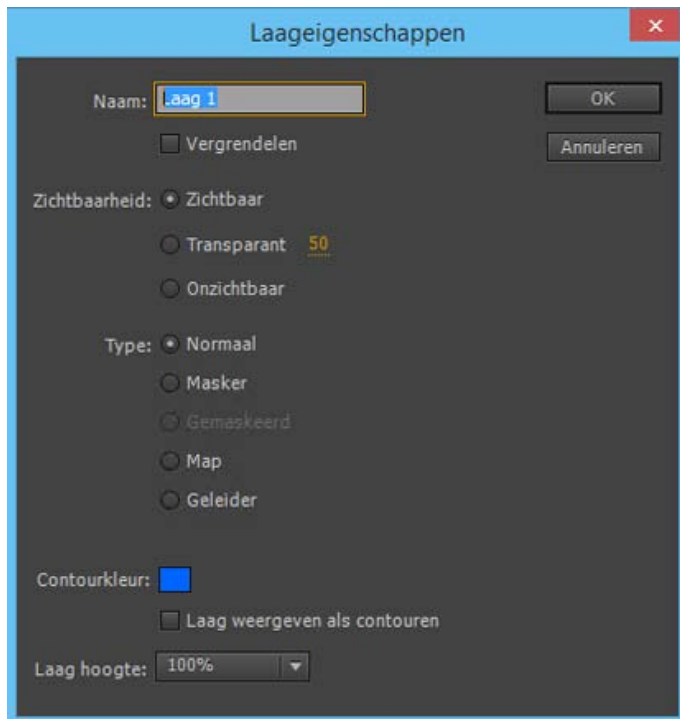 Laageigenschappen
Naam: Laag 1
OK
Vergrendelen
Annuleren
Zichtbaarheid: Zichtbaar
Transparant 50
Onzichtbaar
Type: Normaal
Masker
Gemaskeerd
Map
Geleider
Contourkleur:
Laag weergeven als contouren
Laag hoogte: 100%